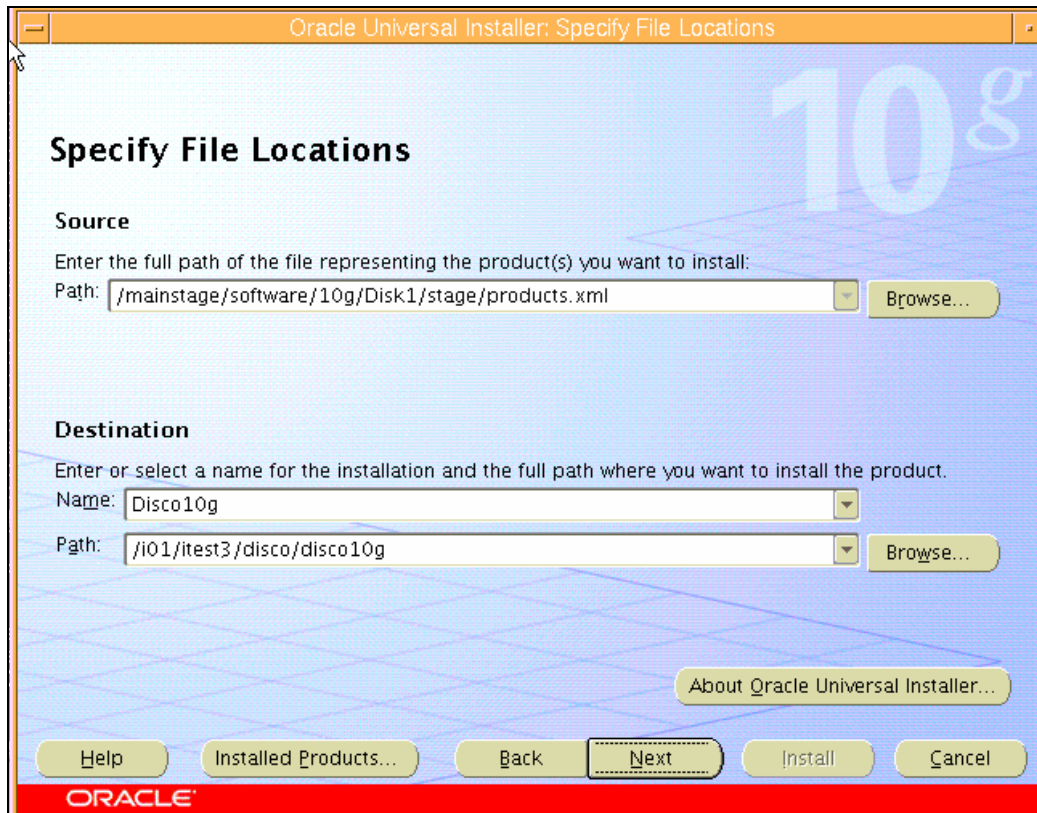 Oracle Universal Installer: Specify File Locations
10g
Specify File Locations
Source
Enter the full path of the file representing the product(s) you want to install:
Path: /mainstage/software/10g/Disk1/stage/products.xml Browse...
Destination
Enter or select a name for the installation and the full path where you want to install the product.
Name: Disco10g
Path: /i01/itest3/disco/disco10g Browse...
About Oracle Universal Installer...
Help Installed Products... Back Next Install Cancel
ORACLE